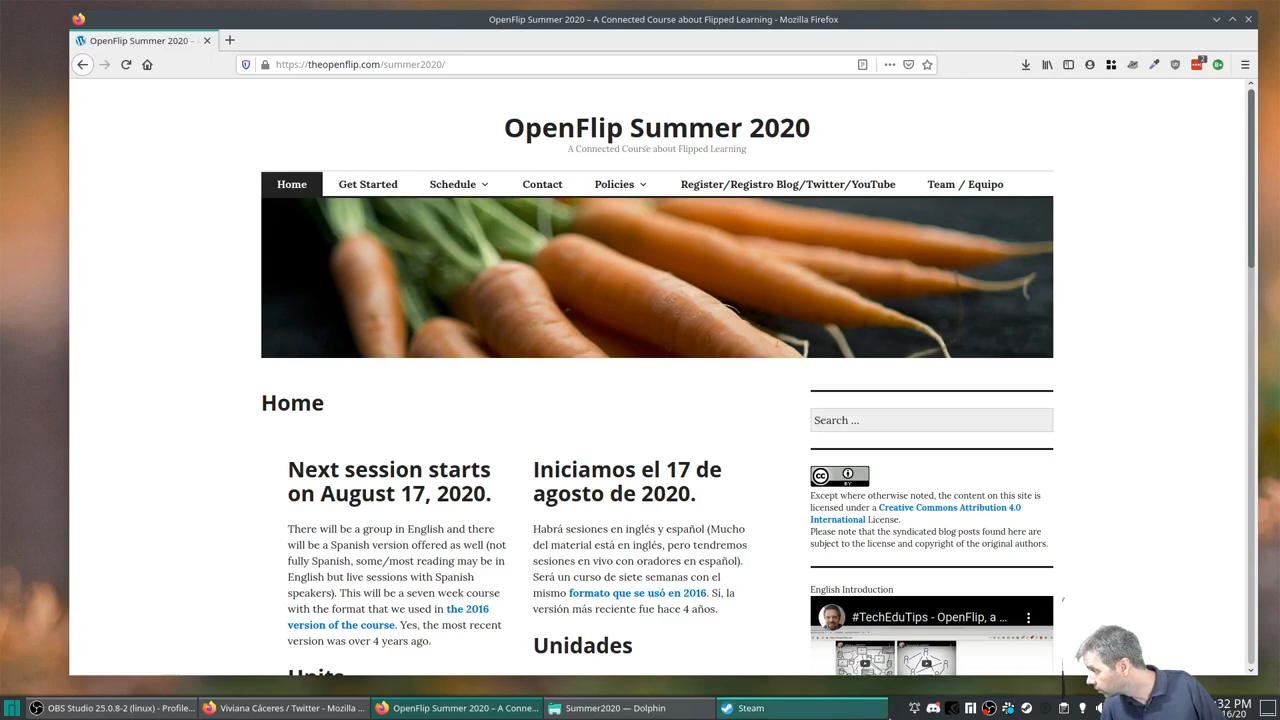 OpenFlip Summer 2020 – A Connected Course about Flipped Learning - Mozilla Firefox
OpenFlip Summer 2020 –
https://theopenflip.com/summer2020/
OpenFlip Summer 2020
A Connected Course about Flipped Learning
Home Get Started Schedule Contact Policies Register/Registro Blog/Twitter/YouTube Team / Equipo
Home
Next session starts
on August 17, 2020.
There will be a group in English and there
will be a Spanish version offered as well (not
fully Spanish, some/most reading may be in
English but live sessions with Spanish
speakers). This will be a seven week course
with the format that we used in the 2016
version of the course. Yes, the most recent
version was over 4 years ago.
Units
Iniciamos el 17 de
agosto de 2020.
Habrá sesiones en inglés y español (Mucho
del material está en inglés, pero tendremos
sesiones en vivo con oradores en español).
Será un curso de siete semanas con el
mismo formato que se usó en 2016. Sí, la
versión más reciente fue hace 4 años.
Unidades
Search …
CC BY
Except where otherwise noted, the content on this site is
licensed under a Creative Commons Attribution 4.0
International License.
Please note that the syndicated blog posts found here are
subject to the license and copyright of the original authors.
English Introduction
#TechEduTips - OpenFlip, a ...
OBS Studio 25.0.8-2 (linux) - Profile... Viviana Cáceres / Twitter - Mozilla ... OpenFlip Summer 2020 – A Conne... Summer2020 — Dolphin Steam :32 PM
16/20